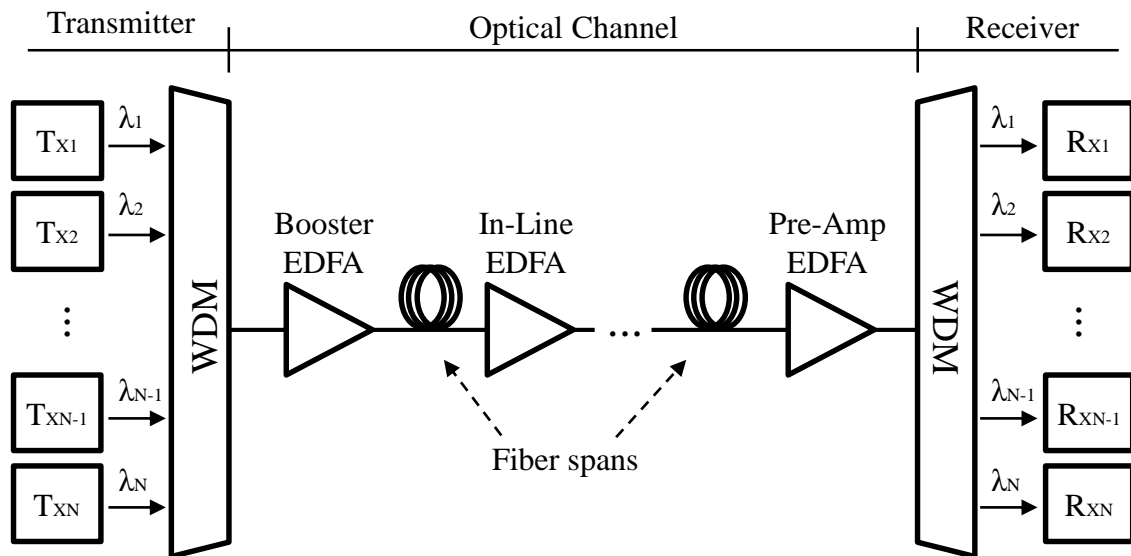 Transmitter
Optical Channel
Receiver
TX1
λ1
λ1
RX1
TX2
λ2
λ2
RX2
Booster
EDFA
In-Line
EDFA
Pre-Amp
EDFA
⋮
WDM
...
WDM
⋮
TXN-1
λN-1
λN-1
RXN-1
Fiber spans
TXN
λN
λN
RXN